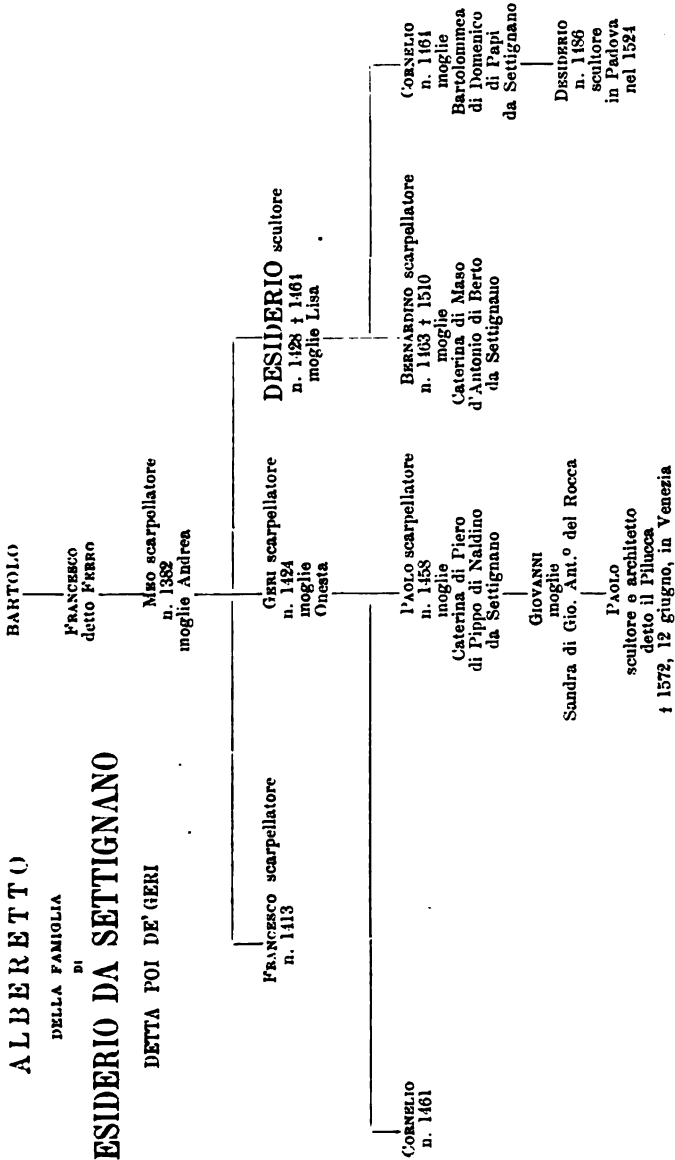 ALBERETTO
DELLA FAMIGLIA
DI
ESIDERIO DA SETTIGNANO
DETTA POI DE' GERI
BARTOLO
FRANCESCO
detto FERRO
MEO scarpellatore
n. 1382
moglie Andrea
FRANCESCO scarpellatore
n. 1413
GERI scarpellatore
n. 1424
moglie
Onesta
DESIDERIO scultore
n. 1428 † 1464
moglie Lisa
CORNELIO
n. 1461
PAOLO scarpellatore
n. 1458
moglie
Caterina di Piero
di Pippo di Naldino
da Settignano
BERNARDINO scarpellatore
n. 1463 † 1510
moglie
Caterina di Maso
d'Antonio di Berto
da Settignano
CORNELIO
n. 1461
moglie
Bartolommea
di Domenico
di Papi
da Settignano
GIOVANNI
moglie
Sandra di Gio. Ant.º del Rocca
DESIDERIO
n. 1486
scultore
in Padova
nel 1524
PAOLO
scultore e architetto
detto il Pilucca
† 1572, 12 giugno, in Venezia